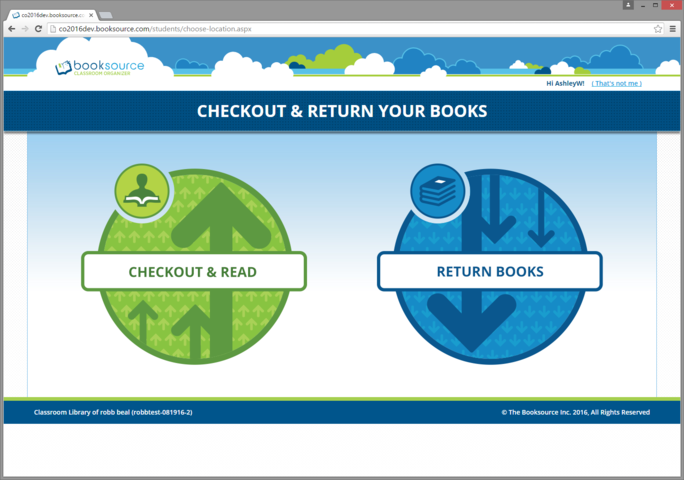 co2016dev.booksource.co
co2016dev.booksource.com/students/choose-location.aspx
booksource
CLASSROOM ORGANIZER
Hi AshleyW! ( That's not me )
CHECKOUT & RETURN YOUR BOOKS
CHECKOUT & READ
RETURN BOOKS
Classroom Library of robb beal (robbtest-081916-2)
© The Booksource Inc. 2016, All Rights Reserved